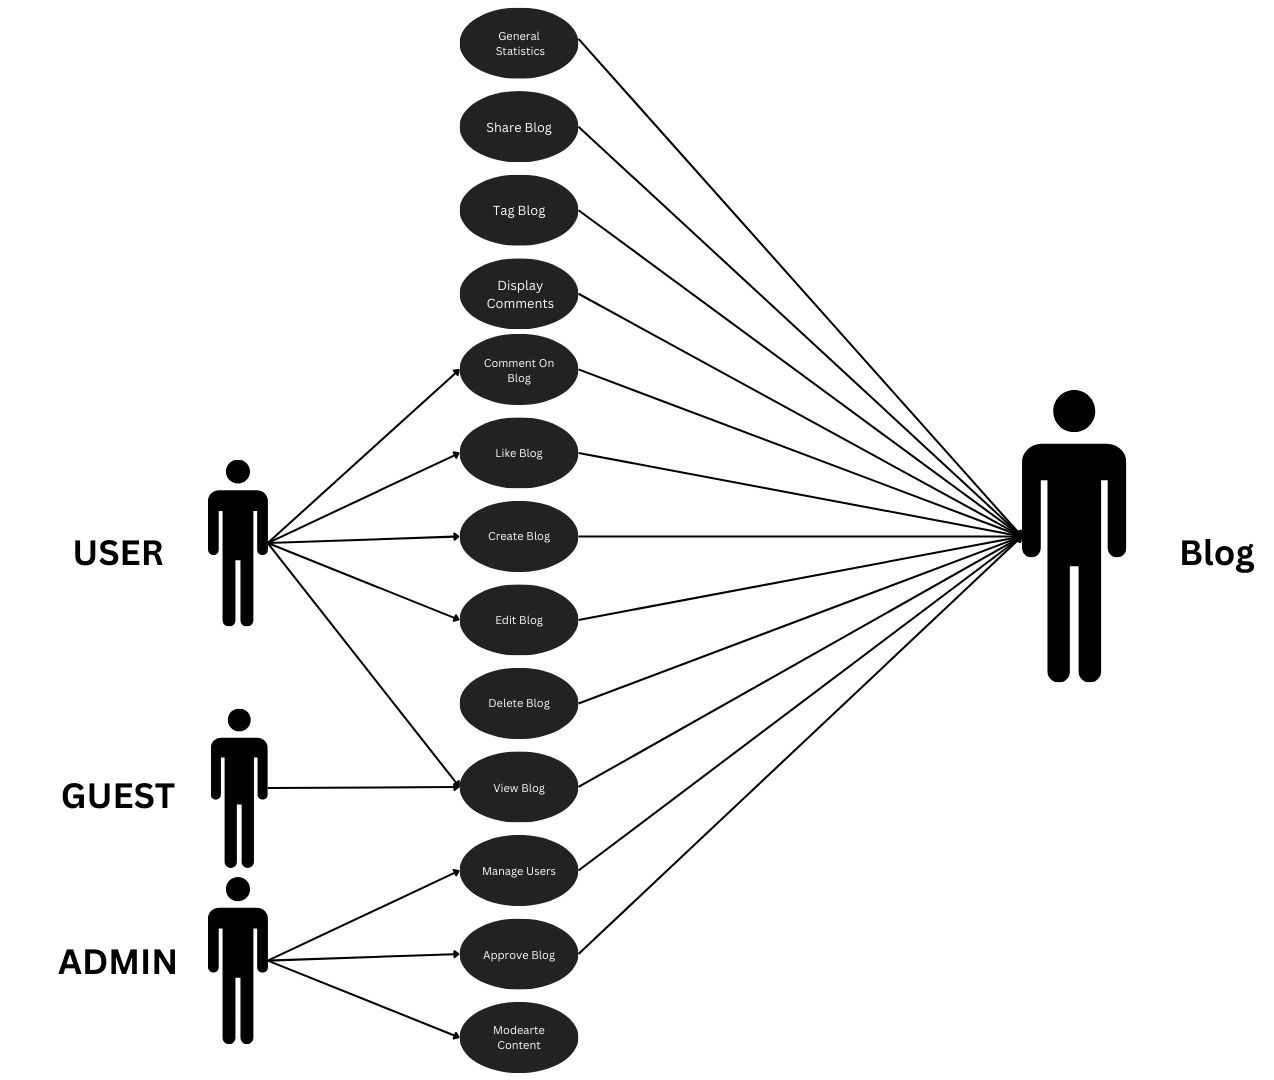 General
Statistics
Share Blog
Tag Blog
Display
Comments
Comment On
Blog
Like Blog
Create Blog
Edit Blog
Delete Blog
View Blog
Manage Users
Approve Blog
Modearte
Content
USER
GUEST
ADMIN
Blog